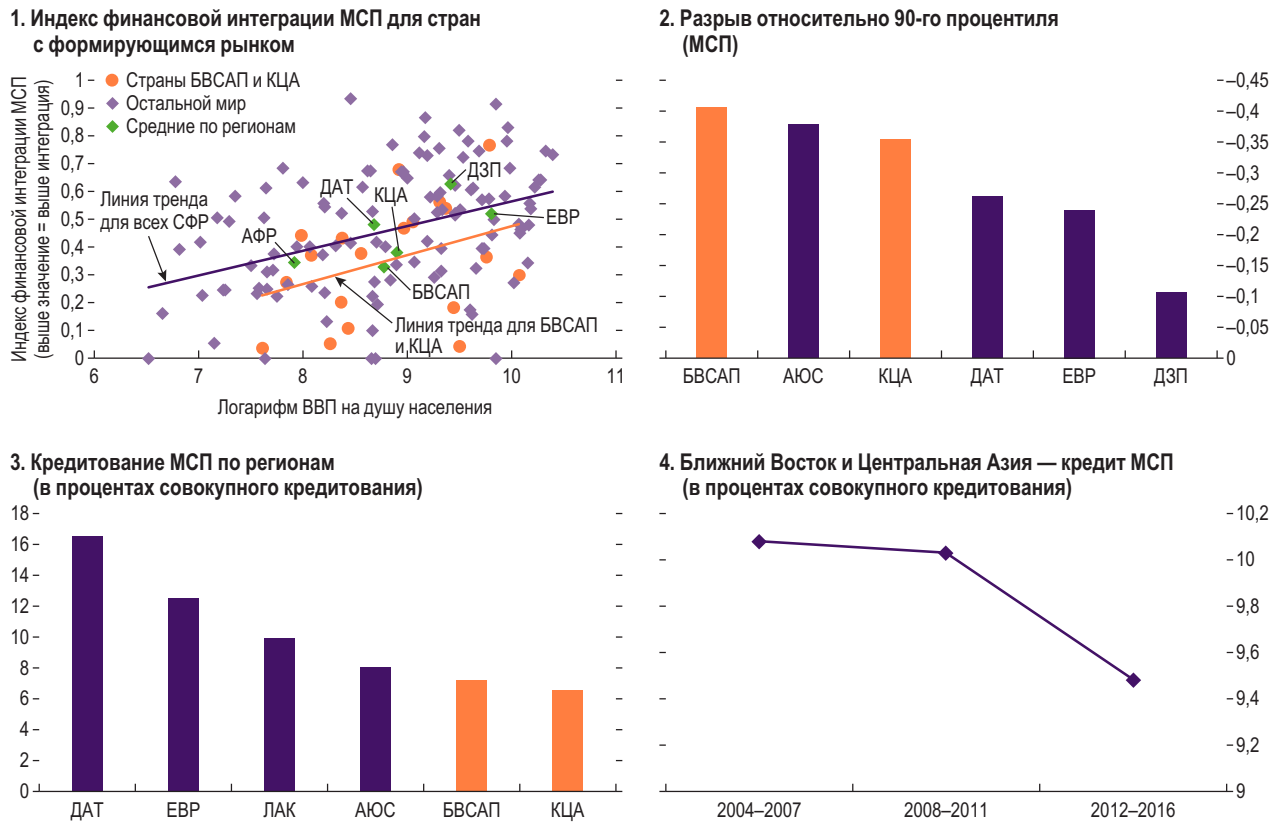 1. Индекс финансовой интеграции МСП для стран
с формирующимся рынком
Индекс финансовой интеграции МСП
(выше значение = выше интеграция)
1
0,9
0,8
0,7
0,6
0,5
0,4
0,3
0,2
0,1
0
Страны БВСАП и КЦА
Остальной мир
Средние по регионам
Линия тренда
для всех СФР
АФР
ДАТ
КЦА
ДЗП
ЕВР
БВСАП
Линия тренда для БВСАП
и КЦА
6 7 8 9 10 11
Логарифм ВВП на душу населения
2. Разрыв относительно 90-го процентиля
(МСП)
–0,45
–0,4
–0,35
–0,3
–0,25
–0,2
–0,15
–0,1
–0,05
0
БВСАП АЮС КЦА ДАТ ЕВР ДЗП
3. Кредитование МСП по регионам
(в процентах совокупного кредитования)
18
16
14
12
10
8
6
4
2
0
ДАТ ЕВР ЛАК АЮС БВСАП КЦА
4. Ближний Восток и Центральная Азия — кредит МСП
(в процентах совокупного кредитования)
10,2
10
9,8
9,6
9,4
9,2
9
2004–2007 2008–2011 2012–2016